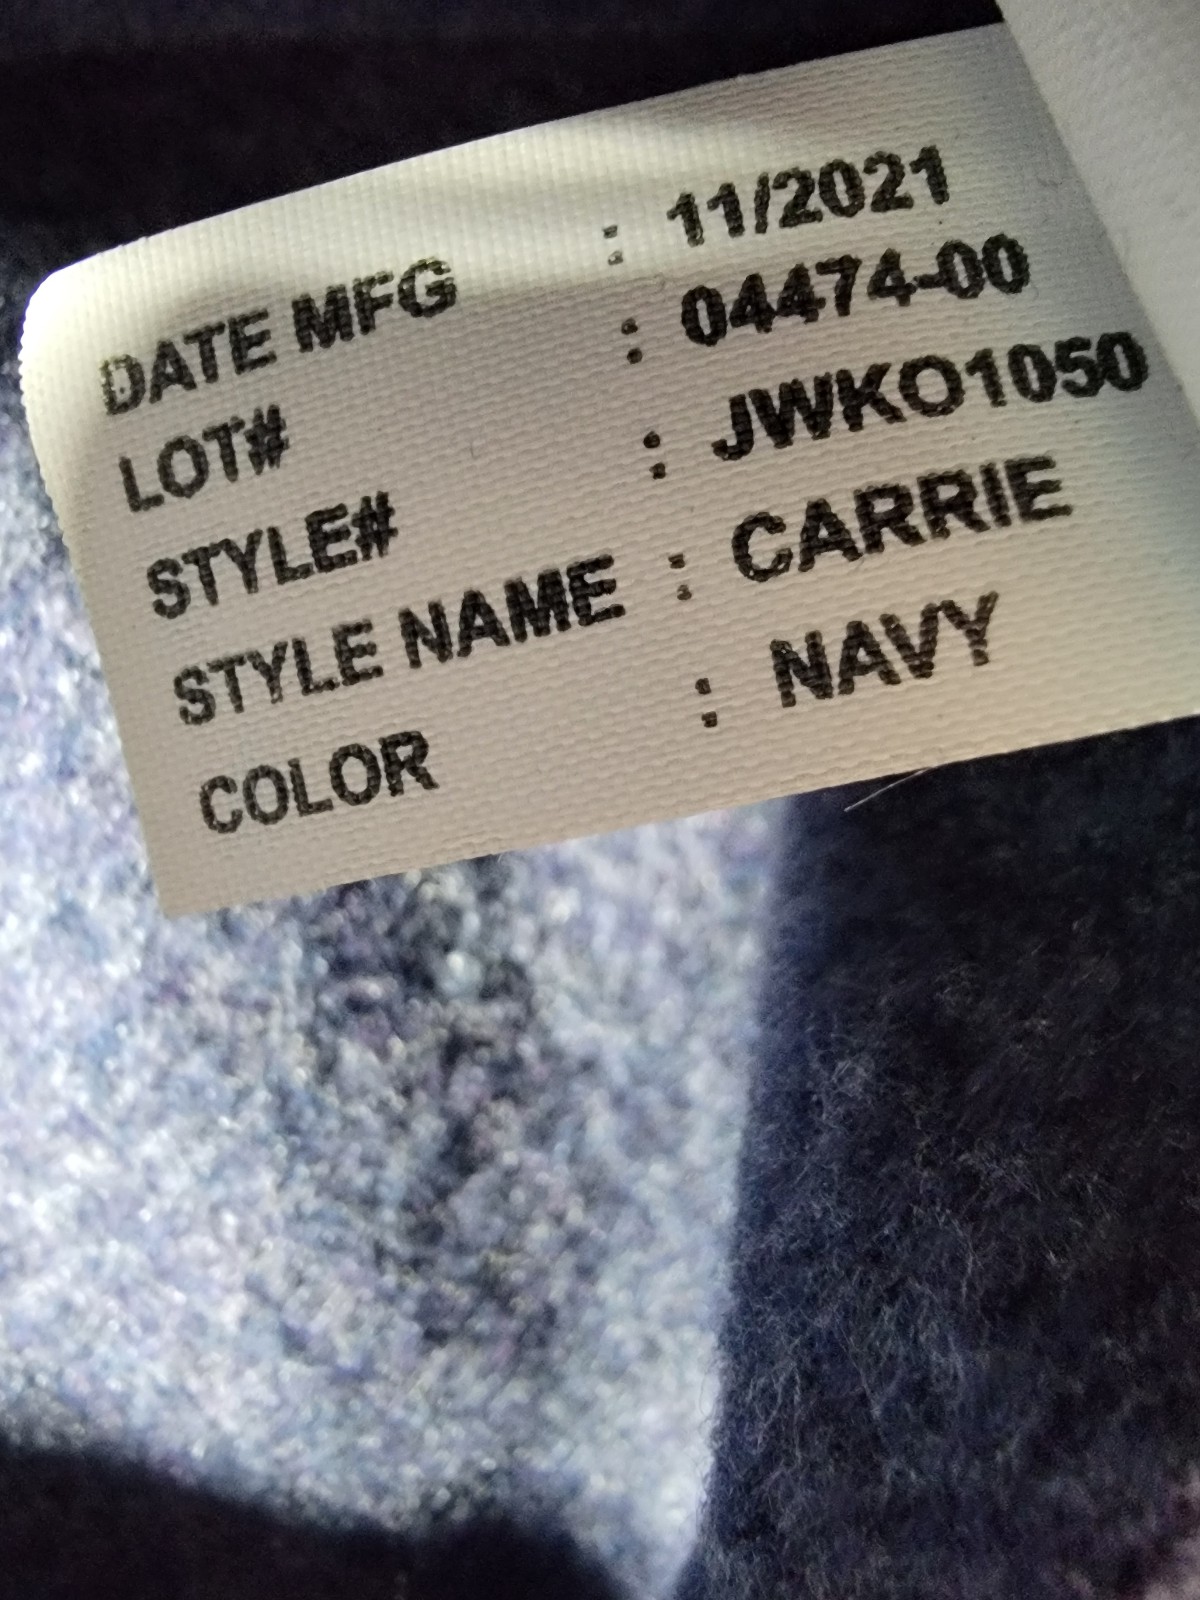 DATE MFG : 11/2021
LOT# : 04474-00
STYLE# : JWKO1050
STYLE NAME : CARRIE
COLOR : NAVY